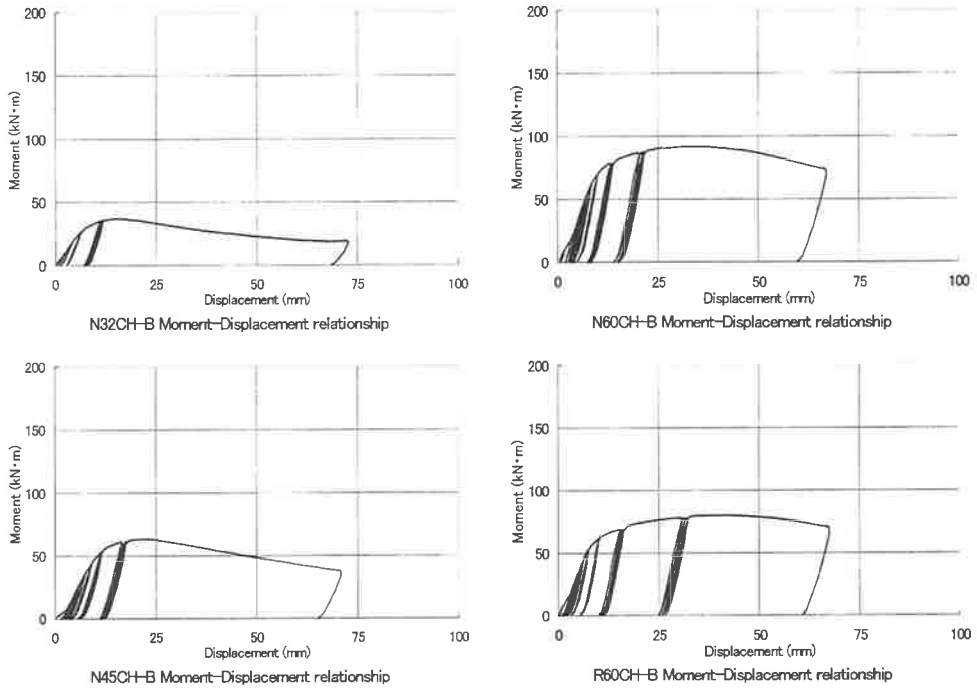 200
150
100
50
0
Moment (kN・m)
0 25 50 75 100
Displacement (mm)
N32CH-B Moment-Displacement relationship
200
150
100
50
0
Moment (kN・m)
0 25 50 75 100
Displacement (mm)
N60CH-B Moment-Displacement relationship
200
150
100
50
0
Moment (kN・m)
0 25 50 75 100
Displacement (mm)
N45CH-B Moment-Displacement relationship
200
150
100
50
0
Moment (kN・m)
0 25 50 75 100
Displacement (mm)
R60CH-B Moment-Displacement relationship